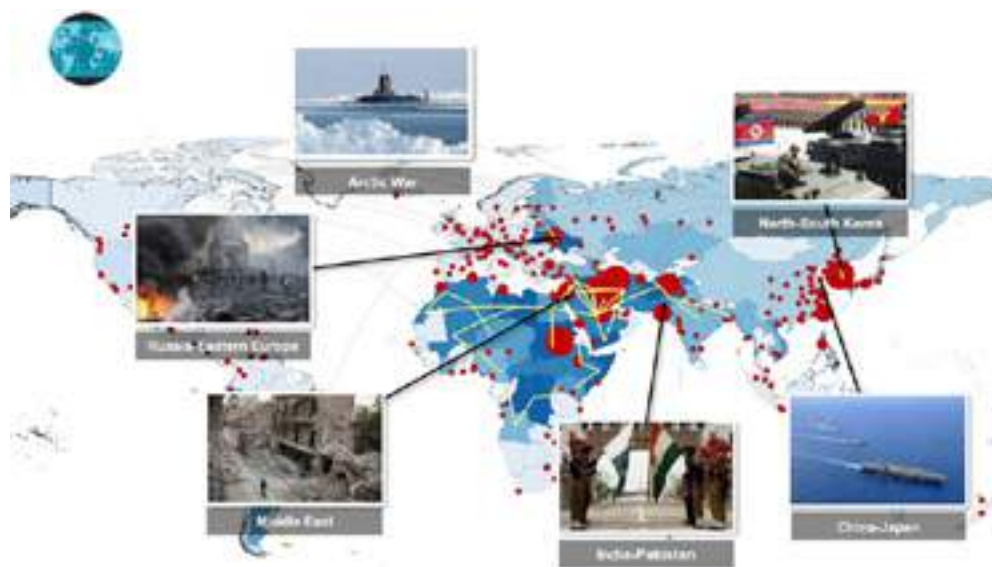 Arctic War
North-South Korea
Russia-Eastern Europe
Middle East
China-Japan
India-Pakistan